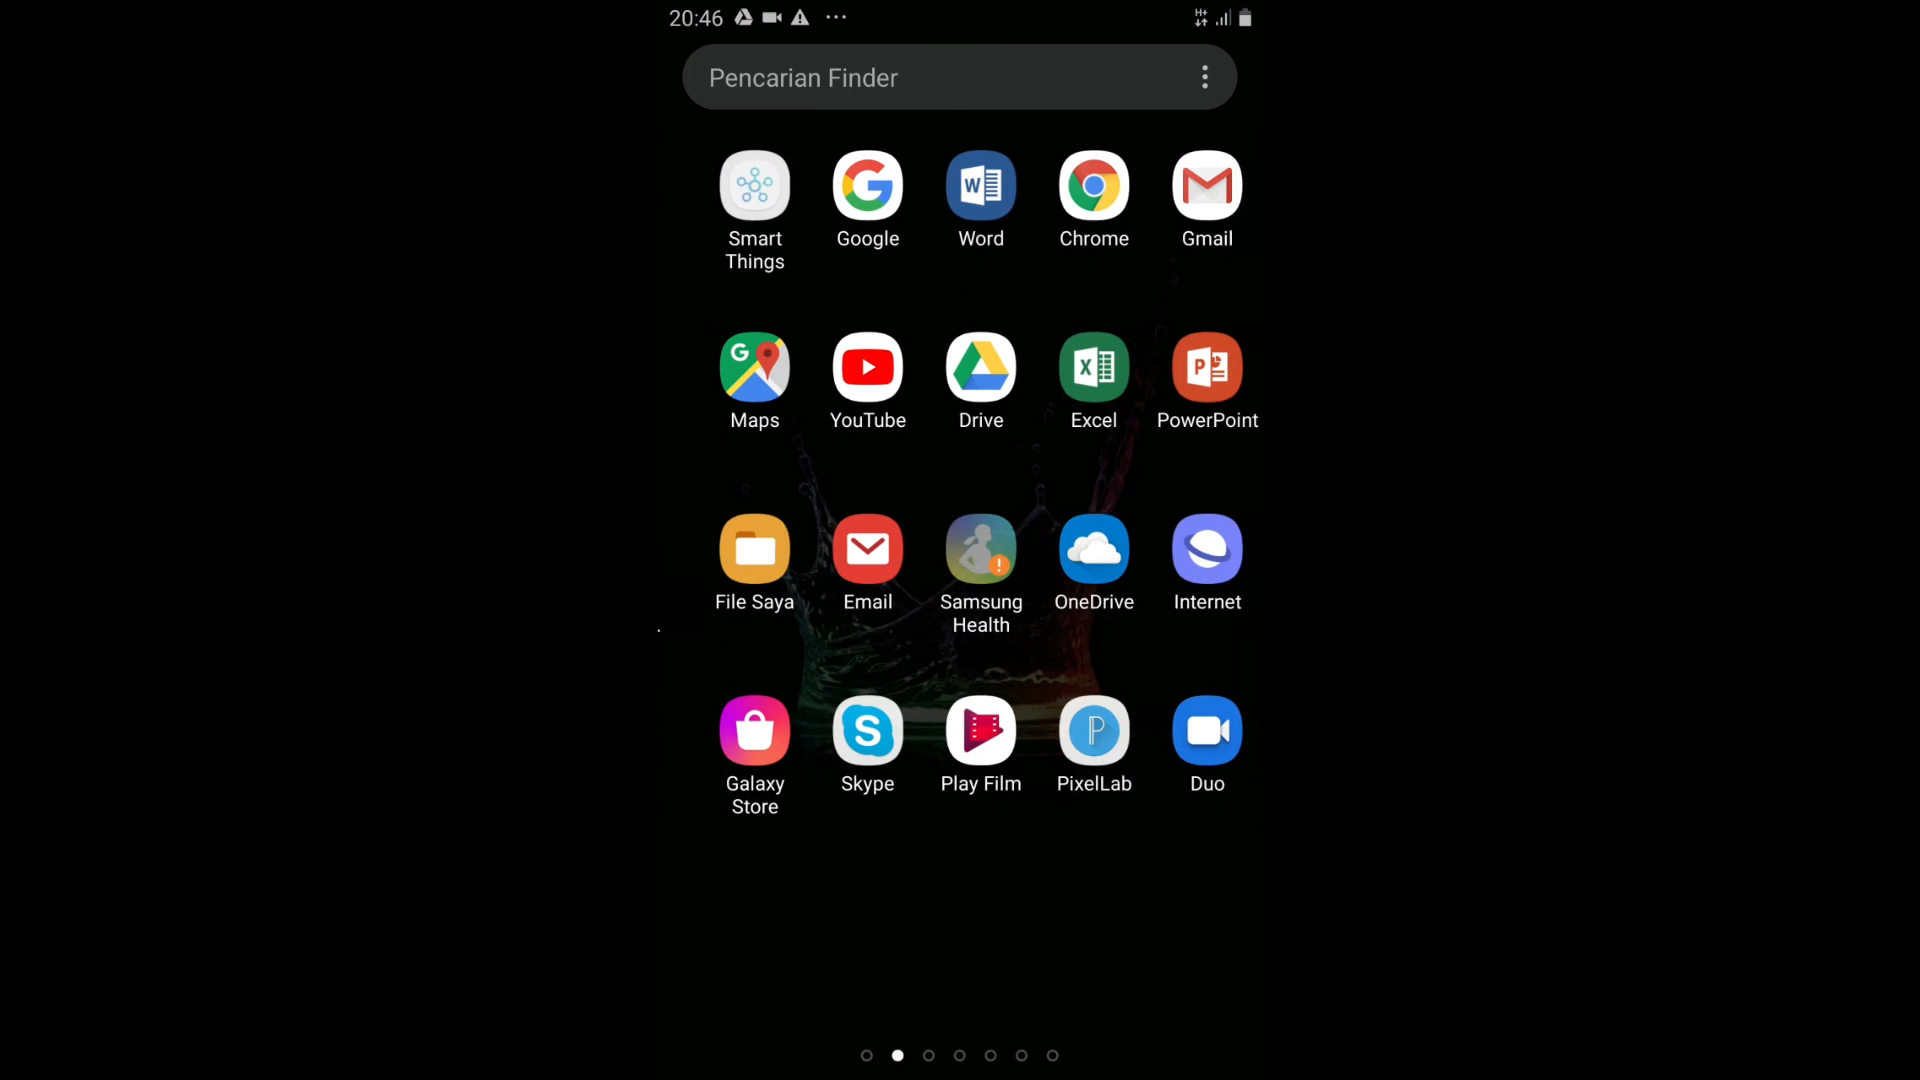 20:46
H+
Pencarian Finder
Smart
Things
Google
Word
Chrome
Gmail
Maps
YouTube
Drive
Excel
PowerPoint
File Saya
Email
Samsung
Health
OneDrive
Internet
Galaxy
Store
Skype
Play Film
PixelLab
Duo